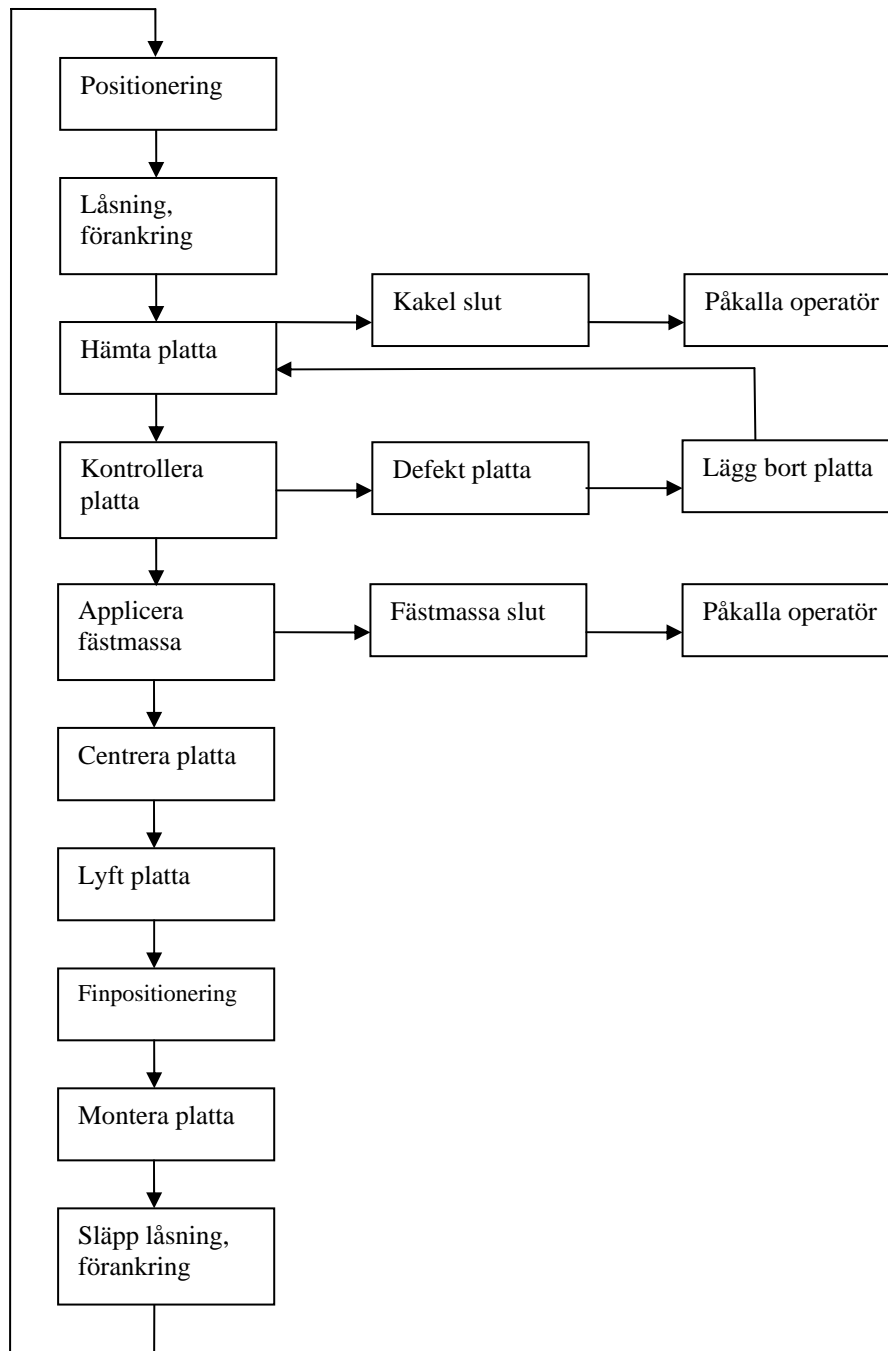 Positionering
Låsning,
förankring
Hämta platta
Kakel slut
Påkalla operatör
Kontrollera
platta
Defekt platta
Lägg bort platta
Applicera
fästmassa
Fästmassa slut
Påkalla operatör
Centrera platta
Lyft platta
Finpositionering
Montera platta
Släpp låsning,
förankring